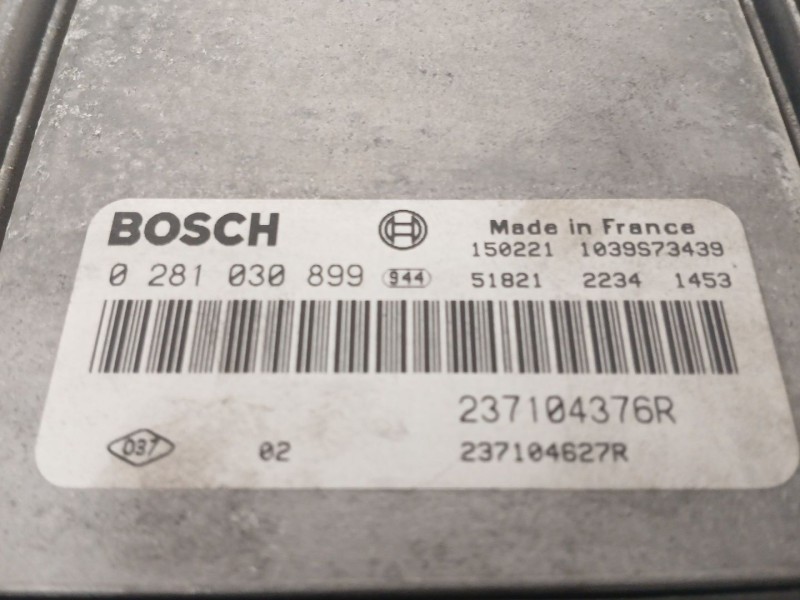 BOSCH
Made in France
150221 1039S73439
0 281 030 899 944 51821 2234 1453
237104376R
037 02 237104627R